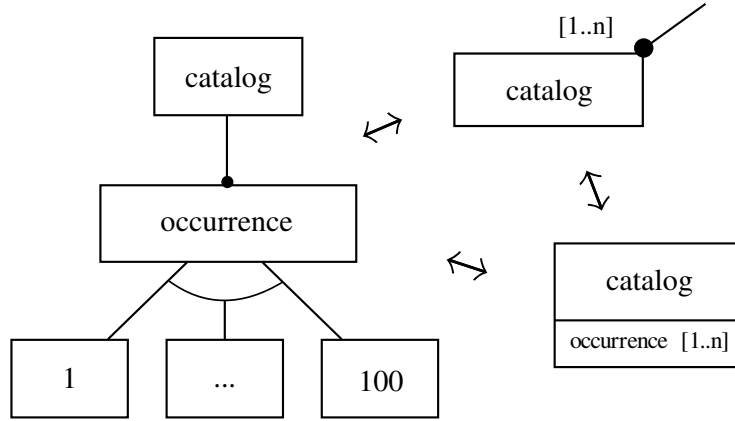 catalog
occurrence
1
...
100
[1..n]
catalog
catalog
occurrence [1..n]